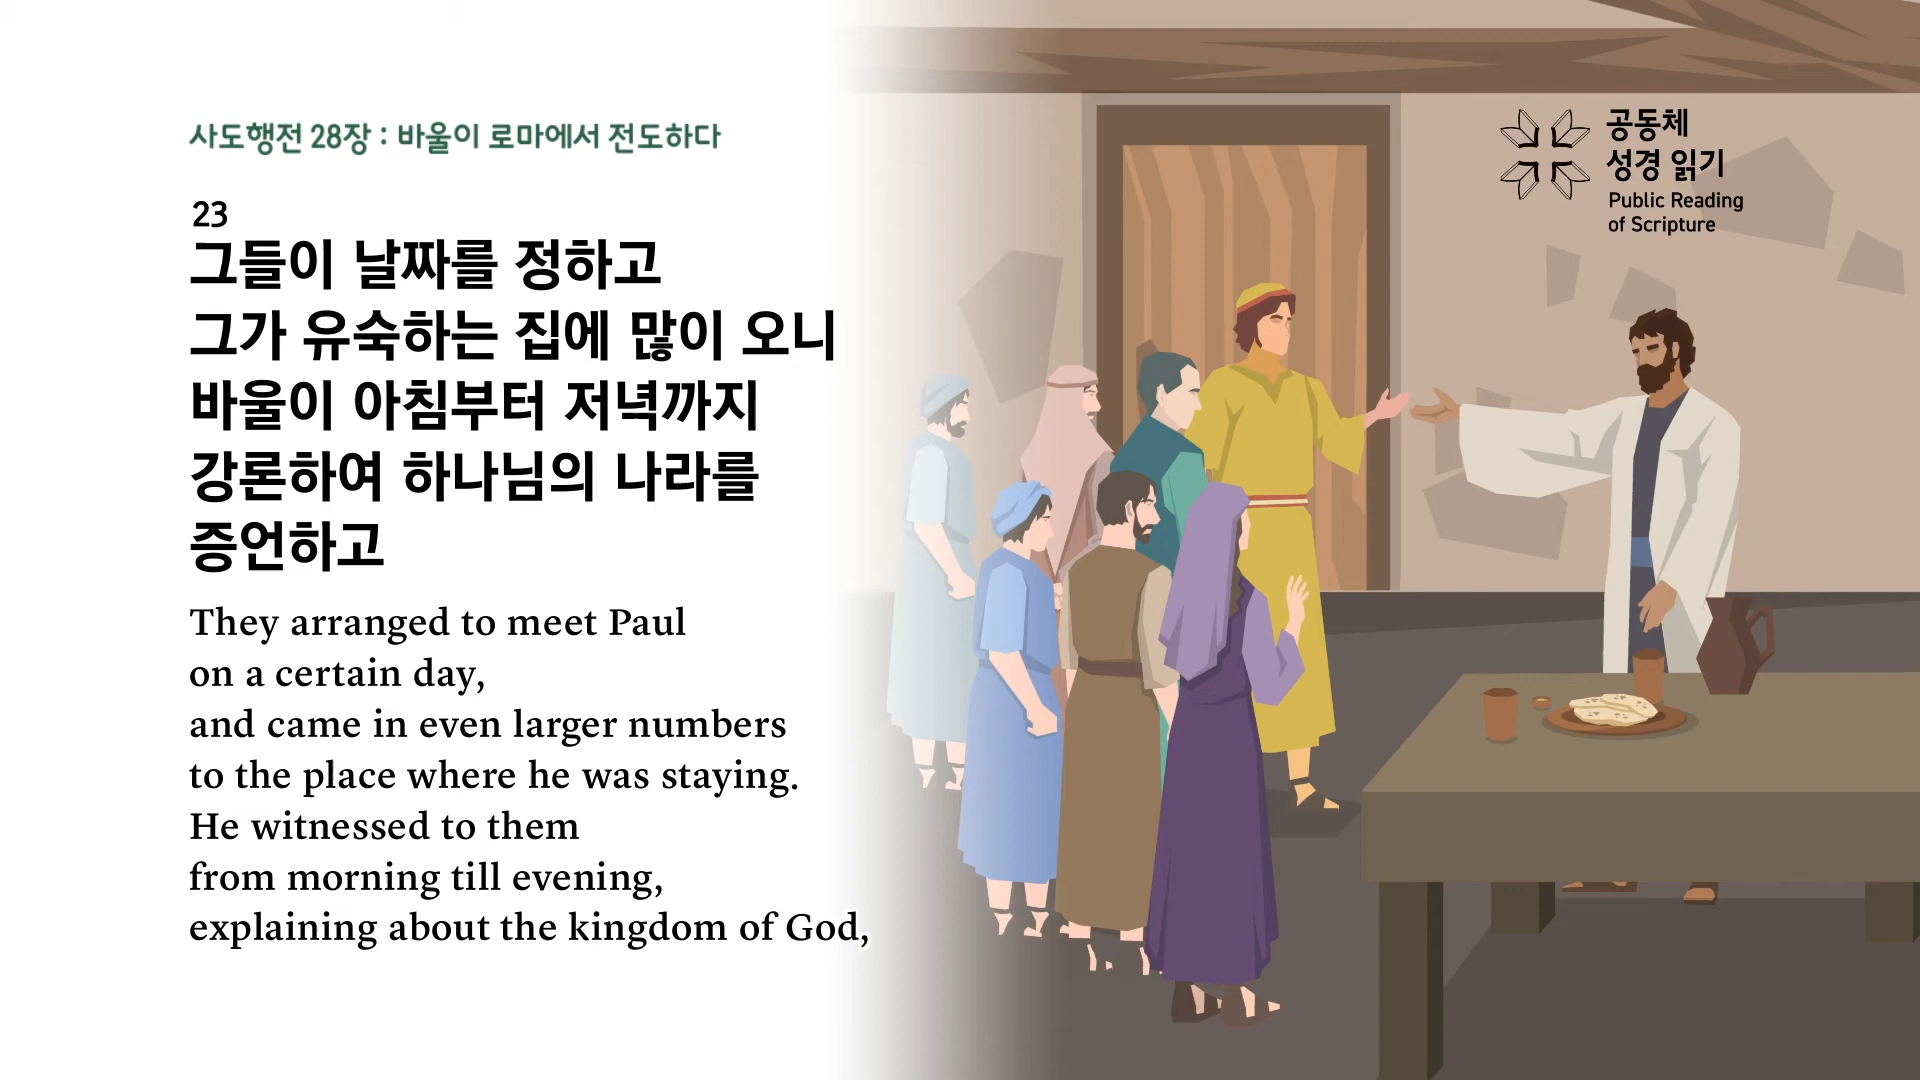 사도행전 28장 : 바울이 로마에서 전도하다
23
그들이 날짜를 정하고
그가 유숙하는 집에 많이 오니
바울이 아침부터 저녁까지
강론하여 하나님의 나라를
증언하고
They arranged to meet Paul
on a certain day,
and came in even larger numbers
to the place where he was staying.
He witnessed to them
from morning till evening,
explaining about the kingdom of God,
공동체
성경 읽기
Public Reading
of Scripture